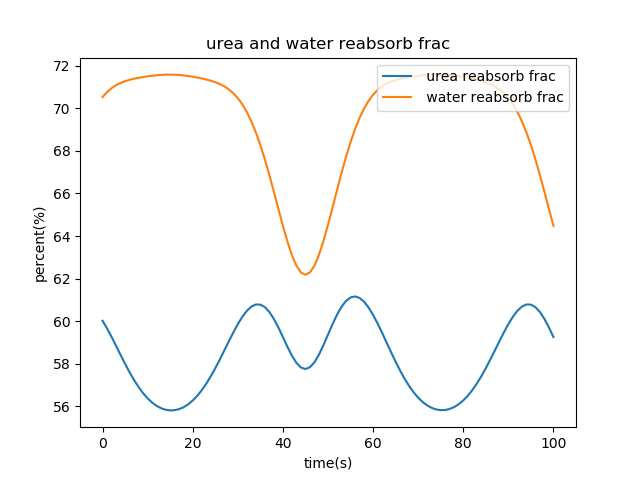 urea and water reabsorb frac
urea reabsorb frac
water reabsorb frac
percent(%)
72
70
68
66
64
62
60
58
56
0 20 40 60 80 100
time(s)